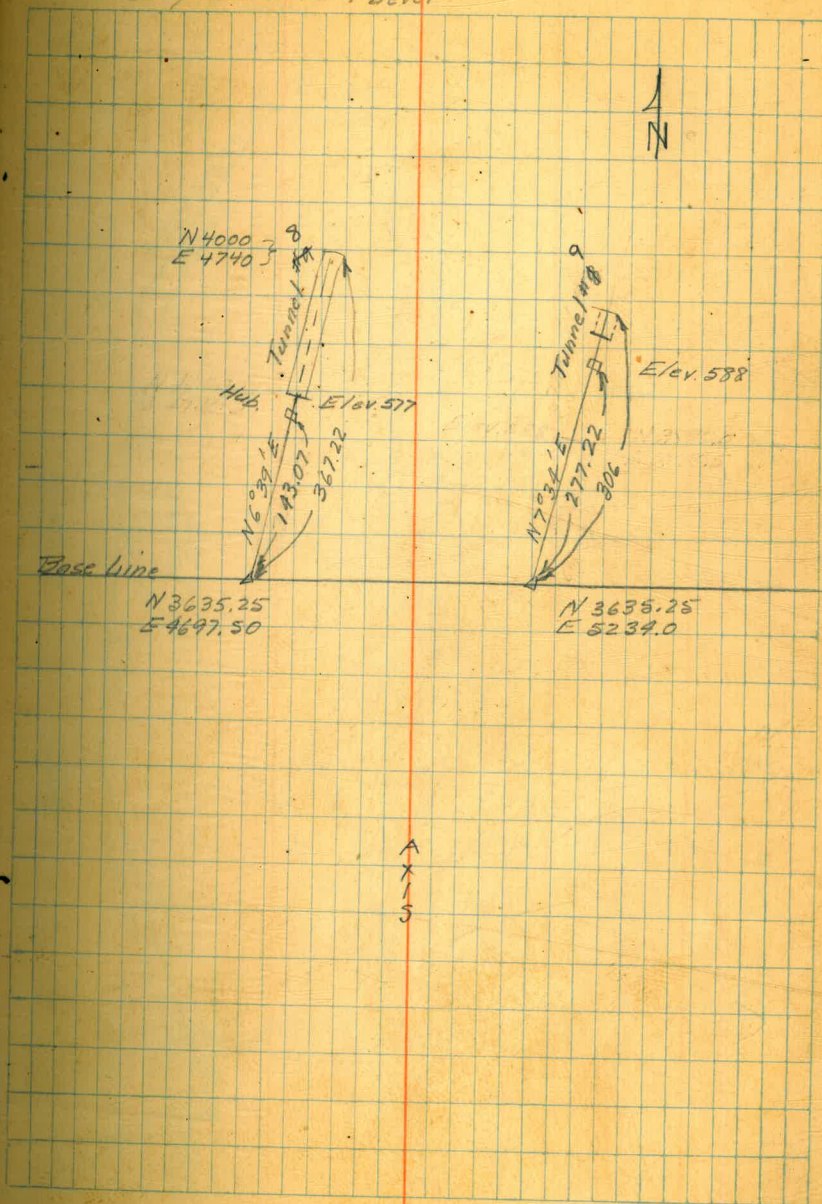 N
N 4000
E 4740
8
Tunnel #
9
Tunnel #
Hub.
Elev. 577
Elev. 588
N 6° 39' E
143.07
367.22
N 7° 34' E
277.22
306
Base Line
N 3635.25
E 4697.50
N 3635.25
E 5234.0
AXIS